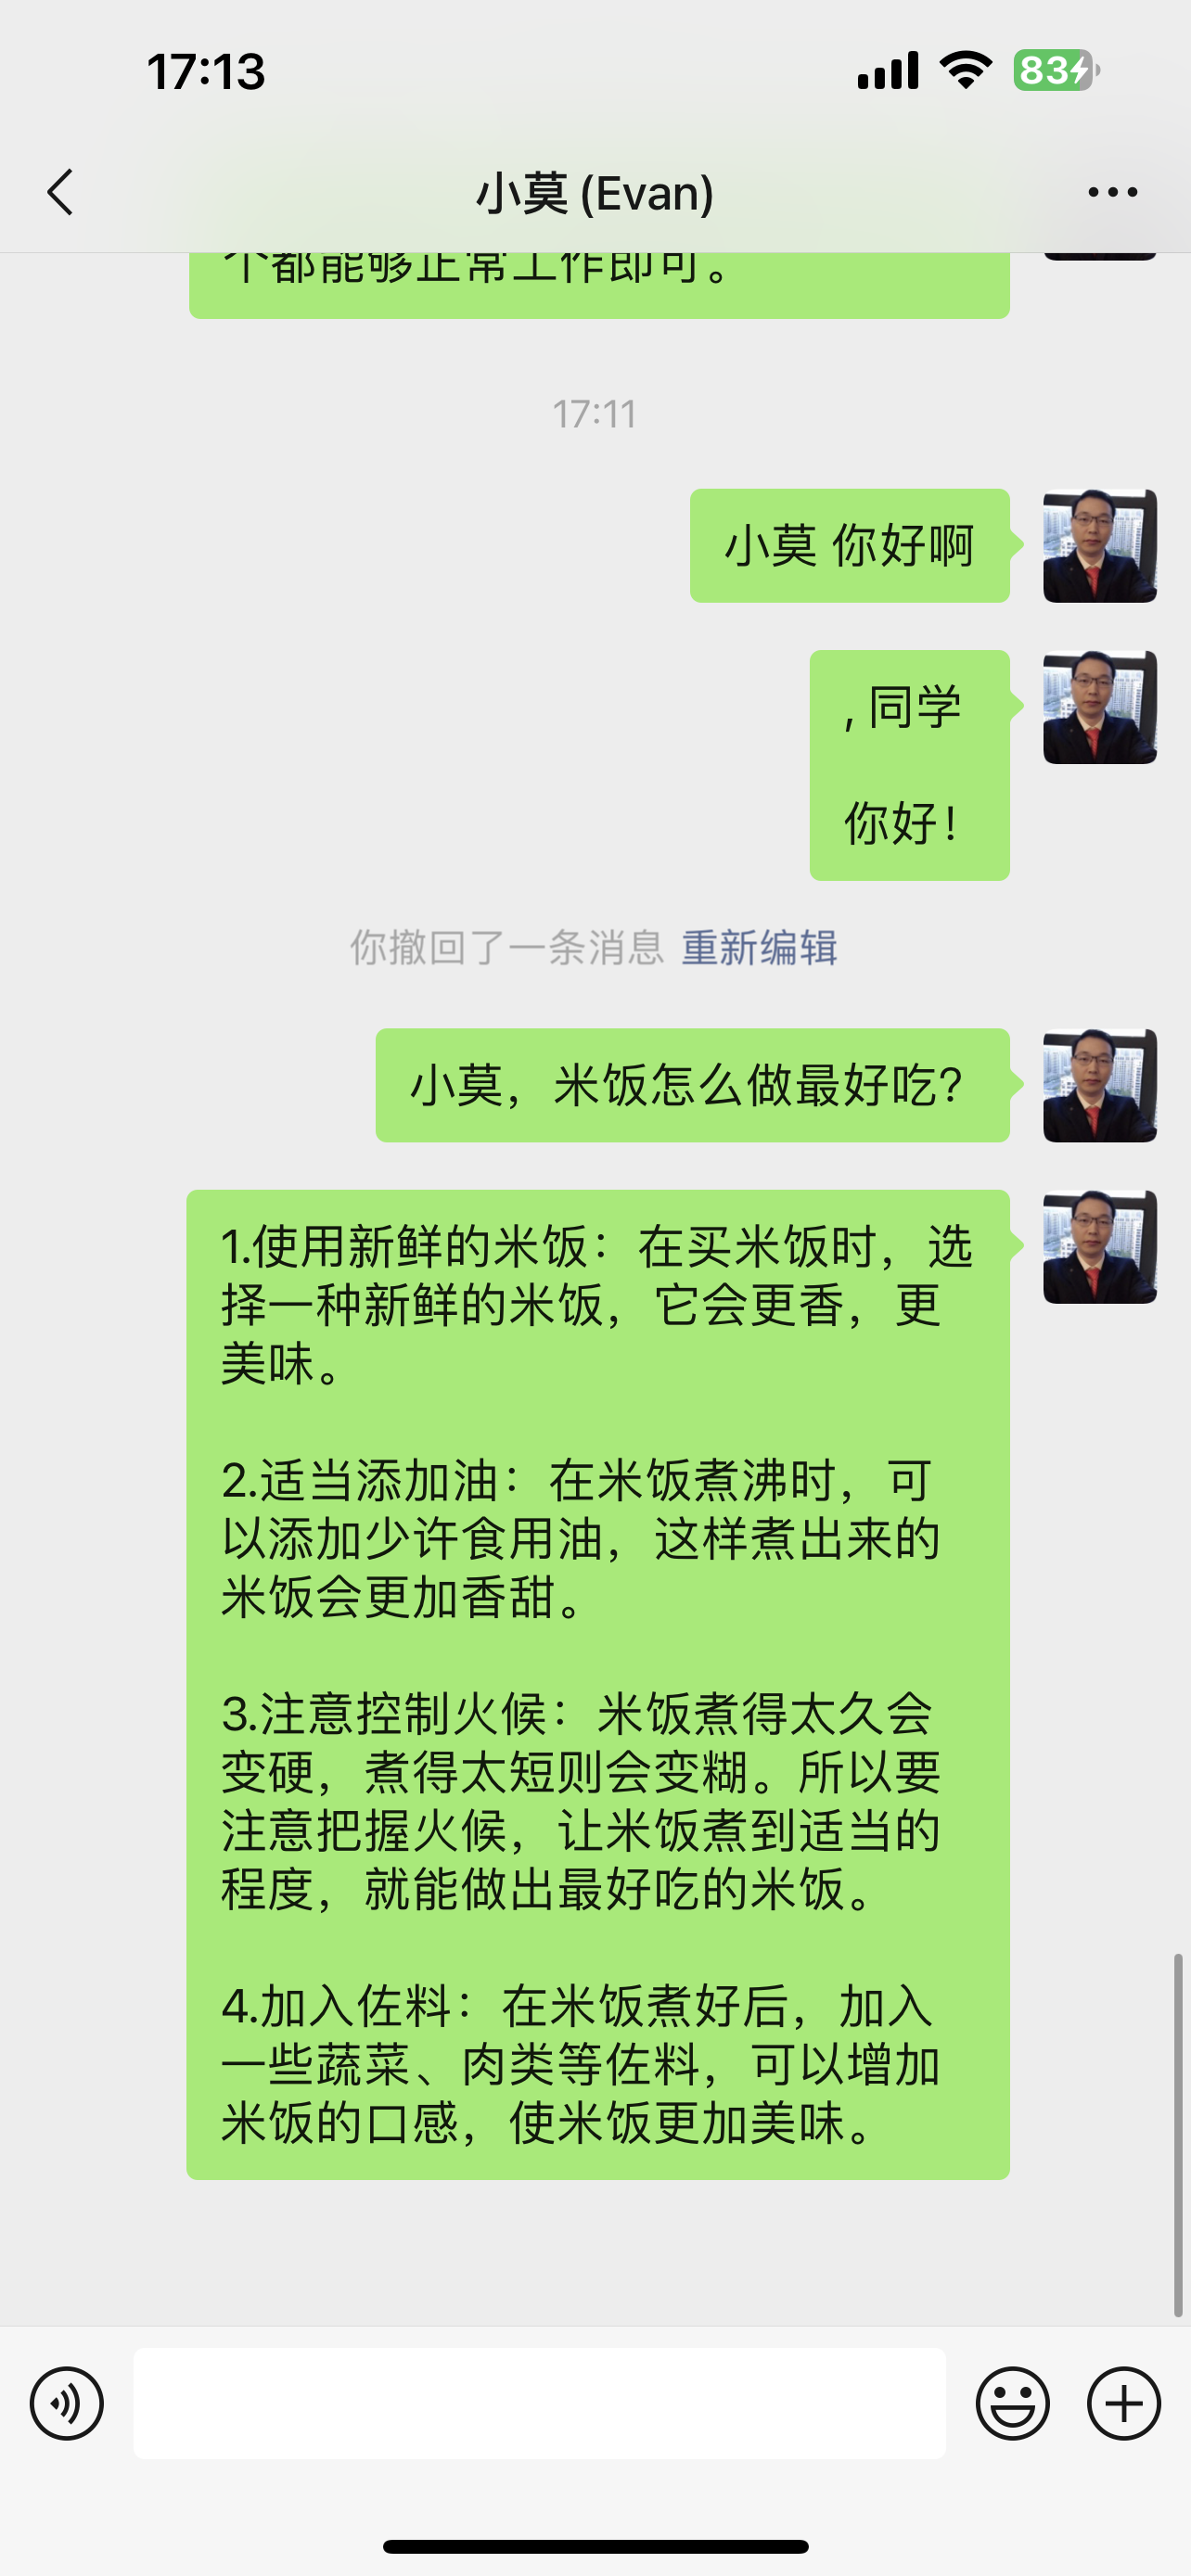 17:13
83
小莫 (Evan)
个都能够正常工作即可。
17:11
小莫 你好啊
, 同学
你好！
你撤回了一条消息 重新编辑
小莫，米饭怎么做最好吃？
1.使用新鲜的米饭：在买米饭时，选
择一种新鲜的米饭，它会更香，更
美味。
2.适当添加油：在米饭煮沸时，可
以添加少许食用油，这样煮出来的
米饭会更加香甜。
3.注意控制火候：米饭煮得太久会
变硬，煮得太短则会变糊。所以要
注意把握火候，让米饭煮到适当的
程度，就能做出最好吃的米饭。
4.加入佐料：在米饭煮好后，加入
一些蔬菜、肉类等佐料，可以增加
米饭的口感，使米饭更加美味。